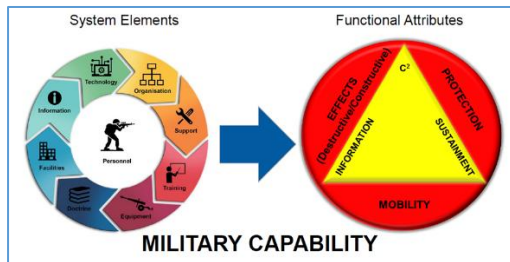 System Elements
Functional Attributes
Technology
Organisation
Information
Support
Personnel
Facilities
Training
Doctrine
Equipment
C²
EFFECTS
(Destructive/Constructive)
PROTECTION
INFORMATION
SUSTAINMENT
MOBILITY
MILITARY CAPABILITY